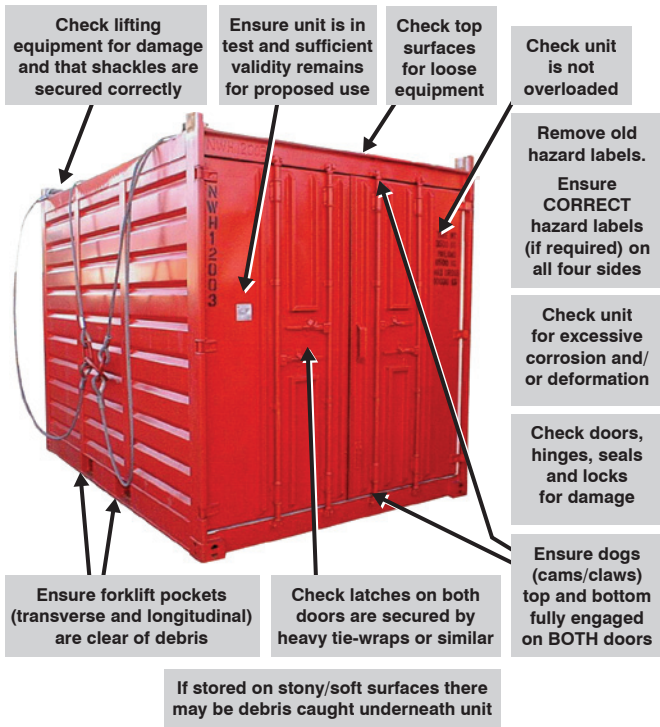 Check lifting
equipment for damage
and that shackles are
secured correctly
Ensure unit is in
test and sufficient
validity remains
for proposed use
Check top
surfaces
for loose
equipment
Check unit
is not
overloaded
Remove old
hazard labels.
Ensure
CORRECT
hazard labels
(if required) on
all four sides
Check unit
for excessive
corrosion and/
or deformation
Check doors,
hinges, seals
and locks
for damage
Ensure dogs
(cams/claws)
top and bottom
fully engaged
on BOTH doors
NWH12003
Ensure forklift pockets
(transverse and longitudinal)
are clear of debris
Check latches on both
doors are secured by
heavy tie-wraps or similar
If stored on stony/soft surfaces there
may be debris caught underneath unit